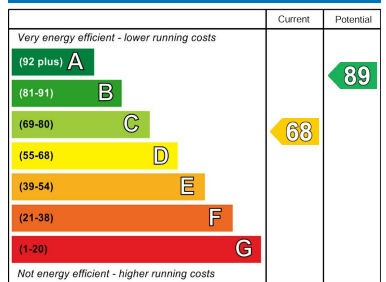 Current Potential
Very energy efficient - lower running costs
(92 plus) A
89
(81-91) B
(69-80) C
68
(55-68) D
(39-54) E
(21-38) F
(1-20) G
Not energy efficient - higher running costs